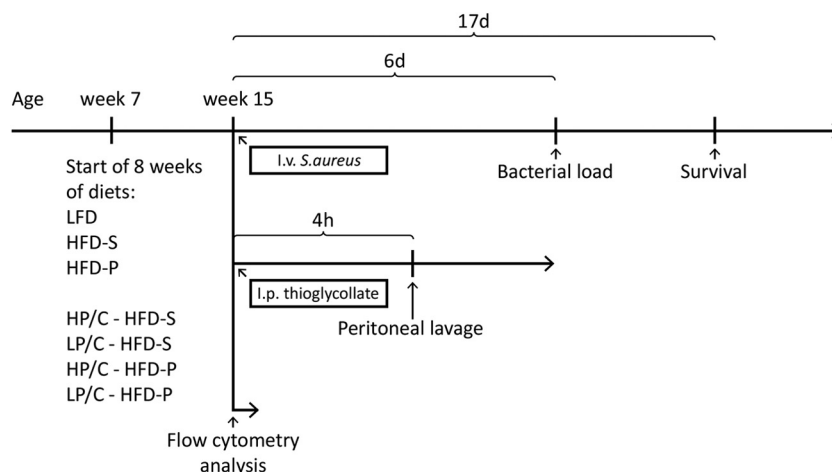 17d
6d
Age week 7 week 15
I.v. S.aureus
Bacterial load Survival
Start of 8 weeks
of diets:
LFD
HFD-S
HFD-P
4h
I.p. thioglycollate
Peritoneal lavage
HP/C - HFD-S
LP/C - HFD-S
HP/C - HFD-P
LP/C - HFD-P
Flow cytometry
analysis